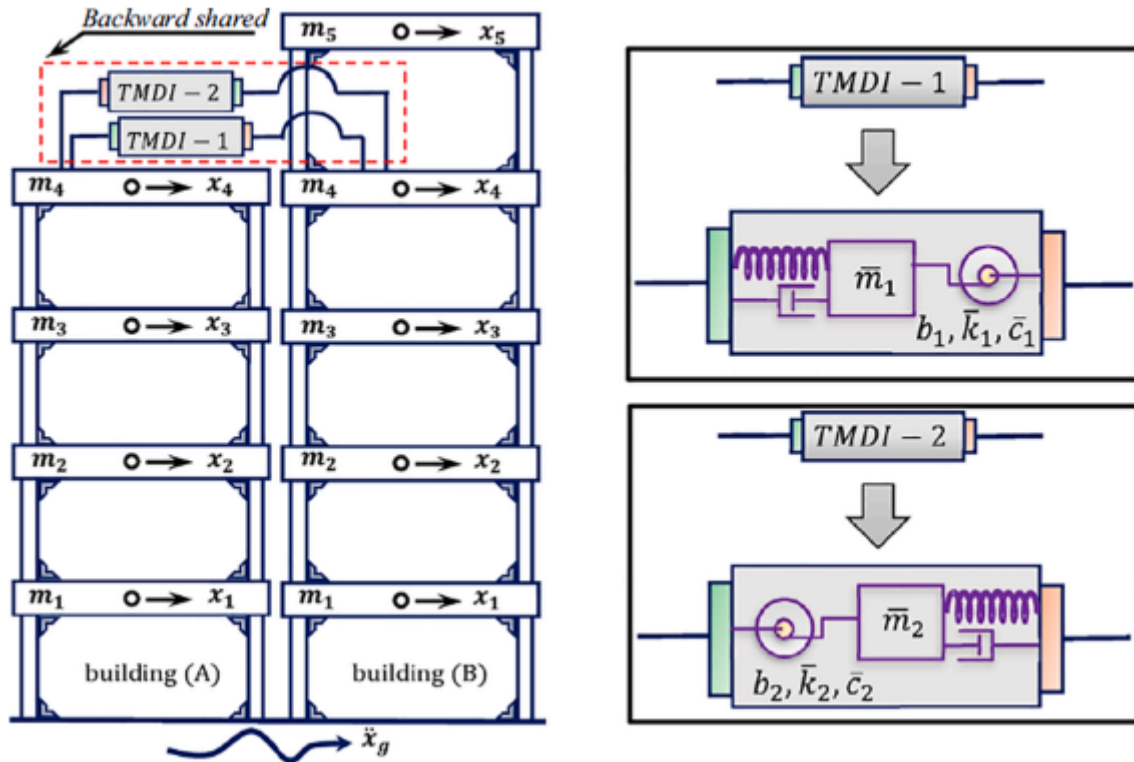 Backward shared
m₅ x₅
TMDI – 2
TMDI – 1
m₄ x₄
m₄ x₄
m₃ x₃
m₃ x₃
m₂ x₂
m₂ x₂
m₁ x₁
m₁ x₁
building (A)
building (B)
ẍ_g
TMDI – 1
m̅₁
b₁, k̅₁, c̅₁
TMDI – 2
m̅₂
b₂, k̅₂, c̅₂